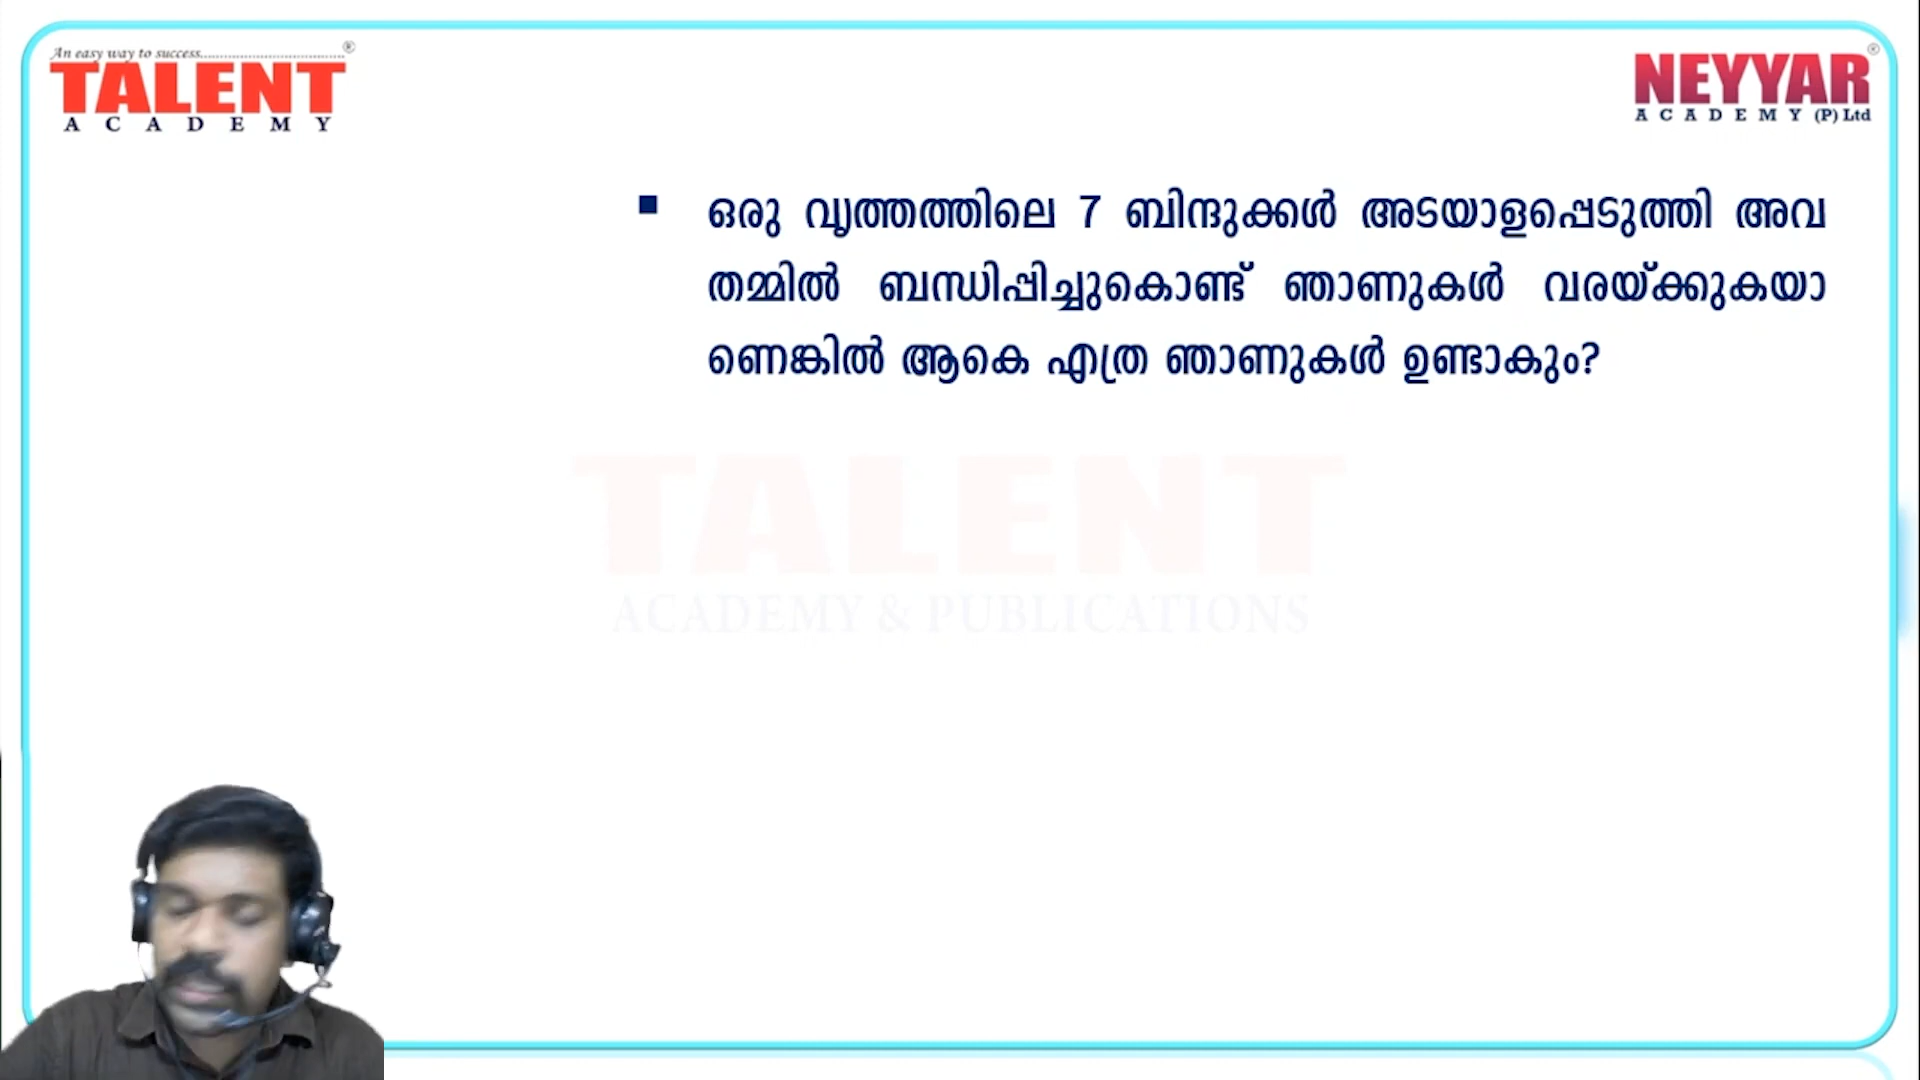 An easy way to success.....................................®
TALENT
ACADEMY
NEYYAR®
ACADEMY (P) Ltd
▪ ഒരു വൃത്തത്തിലെ 7 ബിന്ദുക്കൾ അടയാളപ്പെടുത്തി അവ
തമ്മിൽ ബന്ധിപ്പിച്ചുകൊണ്ട് ഞാണുകൾ വരയ്ക്കുകയാ
ണെങ്കിൽ ആകെ എത്ര ഞാണുകൾ ഉണ്ടാകും?
TALENT
ACADEMY & PUBLICATIONS